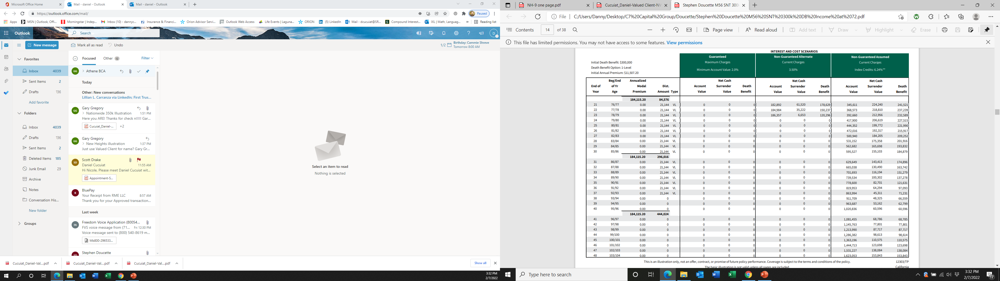 Microsoft Office Home
Mail - daniel - Outlook
Mail - daniel - Outlook
https://outlook.office.com/mail/
Paused
Apps
MSN | Outlook, Offi...
Morningstar | Indep...
Inbox (10) - dannyc...
Insurance & Financi...
Orion Advisor Servi...
Outlook Web Access
Life Events | Laguna...
ORION
(5) LinkedIn
Mail - dcucuiat@SR...
Compound Interest...
IXL | Math, Languag...
Reading list
Outlook
Search
New message
Mark all as read
Undo
1/2
Birthday: Cammie Shreve
Tomorrow 8:00 AM
Favorites
Inbox 4039
Sent Items 2
Drafts 136
Add favorite
Folders
Inbox 4039
Drafts 136
Sent Items 2
Deleted Items 185
Junk Email 29
Archive
Notes
Conversation His...
New folder
Groups
Focused
Other 12
Filter
GG Athene BCA
Today
Other: New conversations
Lillian L. Carranza via LinkedIn: First Trus...
GG Gary Gregory
Nationwide 350k Illustration 1:51 PM
Here you ARE! Thanks for check n!!!!! Gar...
Cucuiat_Daniel-... +2
GG Gary Gregory
New Heights illustration 1:37 PM
Just use Valued Client for name? Gary Gr...
SD Scott Drake
Daniel Cucuiat 11:55 AM
Hi Nicole, Please meet Daniel Cucuiat wit...
Appointment-S...
B BluePay
Your Receipt from RME LLC 8:57 AM
Thank you for your Approved transaction...
Last week
FA Freedom Voice Application (80054...
FVS voice message from (71... Fri 12:30 PM
Voice message sent to (800) 540-8619 m...
Mb800-296533...
SD Stephen Doucette
Select an item to read
Nothing is selected
Cucuiat_Daniel-Val....pdf
Cucuiat_Daniel-Val....pdf
Cucuiat_Daniel-Val....pdf
Show all
3:32 PM
2/7/2022
NH-9 one page.pdf
Cucuiat_Daniel-Valued Client-NW
Stephen Doucette M56 SNT 300
File
C:/Users/Danny/Desktop/C7%20Capital%20Group/Doucette/Stephen%20Doucette%20M56%20SNT%20300k%20DB%20Income%20at%2072.pdf
Contents
14 of 38
Page view
Read aloud
Add text
Draw
Highlight
Erase
This file has limited permissions. You may not have access to some features. View permissions
INTEREST AND COST SCENARIOS
Initial Death Benefit: $300,000
Death Benefit Option: 1-Level
Initial Annual Premium: $11,507.20
Guaranteed
Maximum Charges
Minimum Account Value: 2.0%
Non-Guaranteed Alternate
Current Charges
3.50%
Non-Guaranteed Assumed
Current Charges
Index Credits: 6.24%**
End of Year
Beg/End of Yr Age
Annualized Modal Premium
Dist. Amount Type
Account Value
Net Cash Surrender Value
Death Benefit
Account Value
Net Cash Surrender Value
Death Benefit
Account Value
Net Cash Surrender Value
Death Benefit
184,115.20 84,576
21 76/77 0.00 21,144 VL 0 0 0 182,892 61,520 178,629 345,611 224,240 241,521
22 77/78 0.00 21,144 VL 0 0 0 184,984 35,222 150,237 368,573 218,810 237,239
23 78/79 0.00 21,144 VL 0 0 0 186,357 6,653 120,296 392,660 212,956 232,589
24 79/80 0.00 21,144 VL 0 0 0 0 0 0 417,900 206,619 227,515
25 80/81 0.00 21,144 VL 0 0 0 0 0 0 444,352 199,772 221,990
26 81/82 0.00 21,144 VL 0 0 0 0 0 0 472,016 192,317 215,917
27 82/83 0.00 21,144 VL 0 0 0 0 0 0 500,940 184,205 209,252
28 83/84 0.00 21,144 VL 0 0 0 0 0 0 531,152 175,358 201,916
29 84/85 0.00 21,144 VL 0 0 0 0 0 0 562,682 165,698 193,832
30 85/86 0.00 21,144 VL 0 0 0 0 0 0 595,527 155,103 184,879
184,115.20 296,016
31 86/87 0.00 21,144 VL 0 0 0 0 0 0 629,649 143,413 174,896
32 87/88 0.00 21,144 VL 0 0 0 0 0 0 665,038 130,490 163,742
33 88/89 0.00 21,144 VL 0 0 0 0 0 0 701,693 116,194 151,279
34 89/90 0.00 21,144 VL 0 0 0 0 0 0 739,534 100,302 137,278
35 90/91 0.00 21,144 VL 0 0 0 0 0 0 778,600 82,701 121,631
36 91/92 0.00 21,144 VL 0 0 0 0 0 0 819,953 64,294 97,093
37 92/93 0.00 21,144 VL 0 0 0 0 0 0 863,994 45,311 71,231
38 93/94 0.00 0 0 0 0 0 0 0 911,709 48,325 66,559
39 94/95 0.00 0 0 0 0 0 0 0 963,687 53,162 62,799
40 95/96 0.00 0 0 0 0 0 0 0 1,020,836 60,596 60,596
184,115.20 444,024
41 96/97 0.00 0 0 0 0 0 0 0 1,081,455 68,786 68,785
42 97/98 0.00 0 0 0 0 0 0 0 1,145,763 77,801 77,801
43 98/99 0.00 0 0 0 0 0 0 0 1,213,990 87,717 87,717
44 99/100 0.00 0 0 0 0 0 0 0 1,286,382 98,613 98,614
45 100/101 0.00 0 0 0 0 0 0 0 1,363,196 110,575 110,575
46 101/102 0.00 0 0 0 0 0 0 0 1,444,713 123,698 123,698
47 102/103 0.00 0 0 0 0 0 0 0 1,531,227 138,084 138,084
48 103/104 0.00 0 0 0 0 0 0 0 1,623,053 153,843 153,843
This is an illustration only, not an offer, contract, or promise of future policy performance. Coverage is subject to the terms and conditions of the policy.
12303/TP
The basic illustration is not valid unless all pages are included
California
Type here to search
3:32 PM
2/7/2022
17